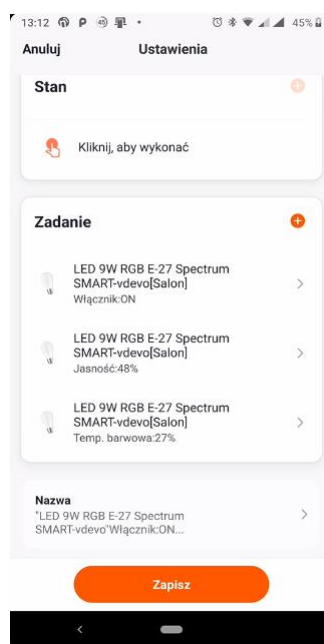 13:12
45%
Anuluj Ustawienia
Stan
Kliknij, aby wykonać
Zadanie
LED 9W RGB E-27 Spectrum
SMART-vdevo[Salon]
Włącznik:ON
LED 9W RGB E-27 Spectrum
SMART-vdevo[Salon]
Jasność:48%
LED 9W RGB E-27 Spectrum
SMART-vdevo[Salon]
Temp. barwowa:27%
Nazwa
"LED 9W RGB E-27 Spectrum
SMART-vdevo"Włącznik:ON...
Zapisz